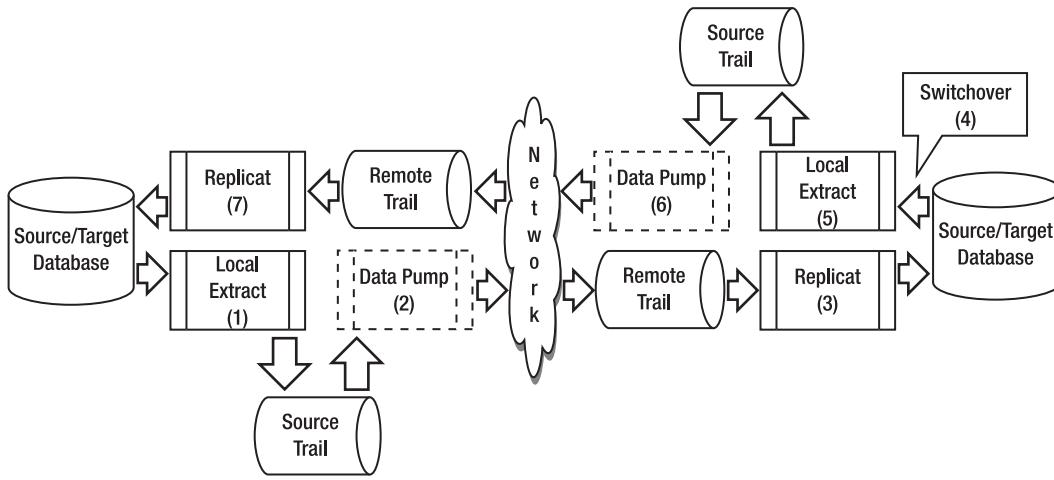 Source
Trail
Switchover
(4)
Replicat
(7)
Remote
Trail
Network
Data Pump
(6)
Local
Extract
(5)
Source/Target
Database
Source/Target
Database
Local
Extract
(1)
Data Pump
(2)
Remote
Trail
Replicat
(3)
Source
Trail